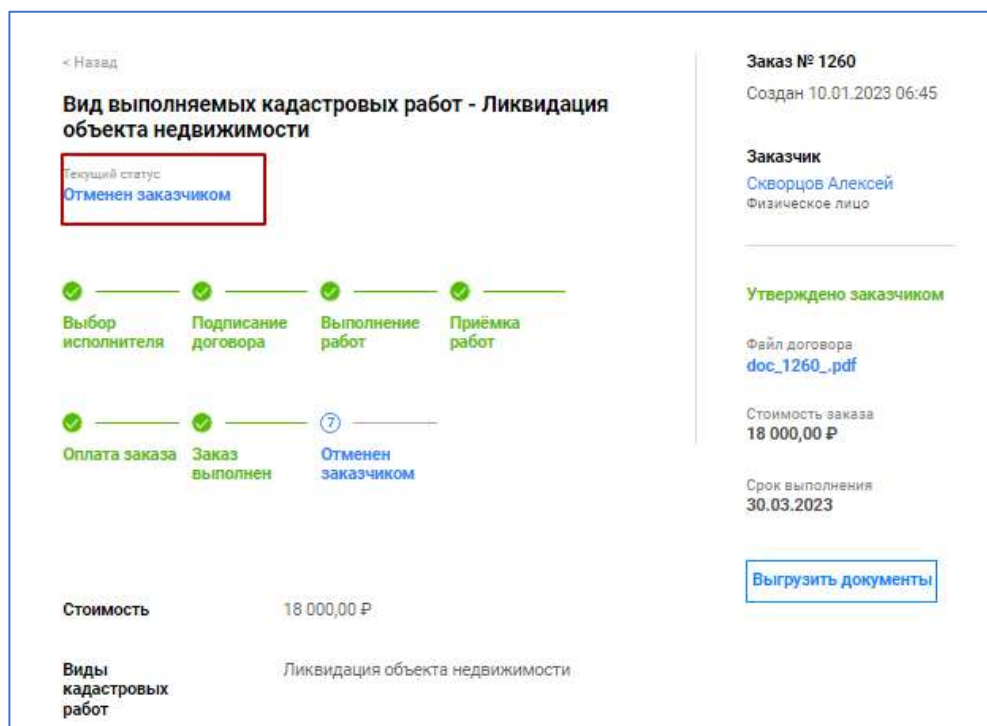 < Назад
Вид выполняемых кадастровых работ - Ликвидация
объекта недвижимости
Текущий статус
Отменен заказчиком
Выбор
исполнителя
Подписание
договора
Выполнение
работ
Приёмка
работ
Оплата заказа
Заказ
выполнен
7
Отменен
заказчиком
Стоимость
18 000,00 ₽
Виды
кадастровых
работ
Ликвидация объекта недвижимости
Заказ № 1260
Создан 10.01.2023 06:45
Заказчик
Скворцов Алексей
Физическое лицо
Утверждено заказчиком
Файл договора
doc_1260_.pdf
Стоимость заказа
18 000,00 ₽
Срок выполнения
30.03.2023
Выгрузить документы